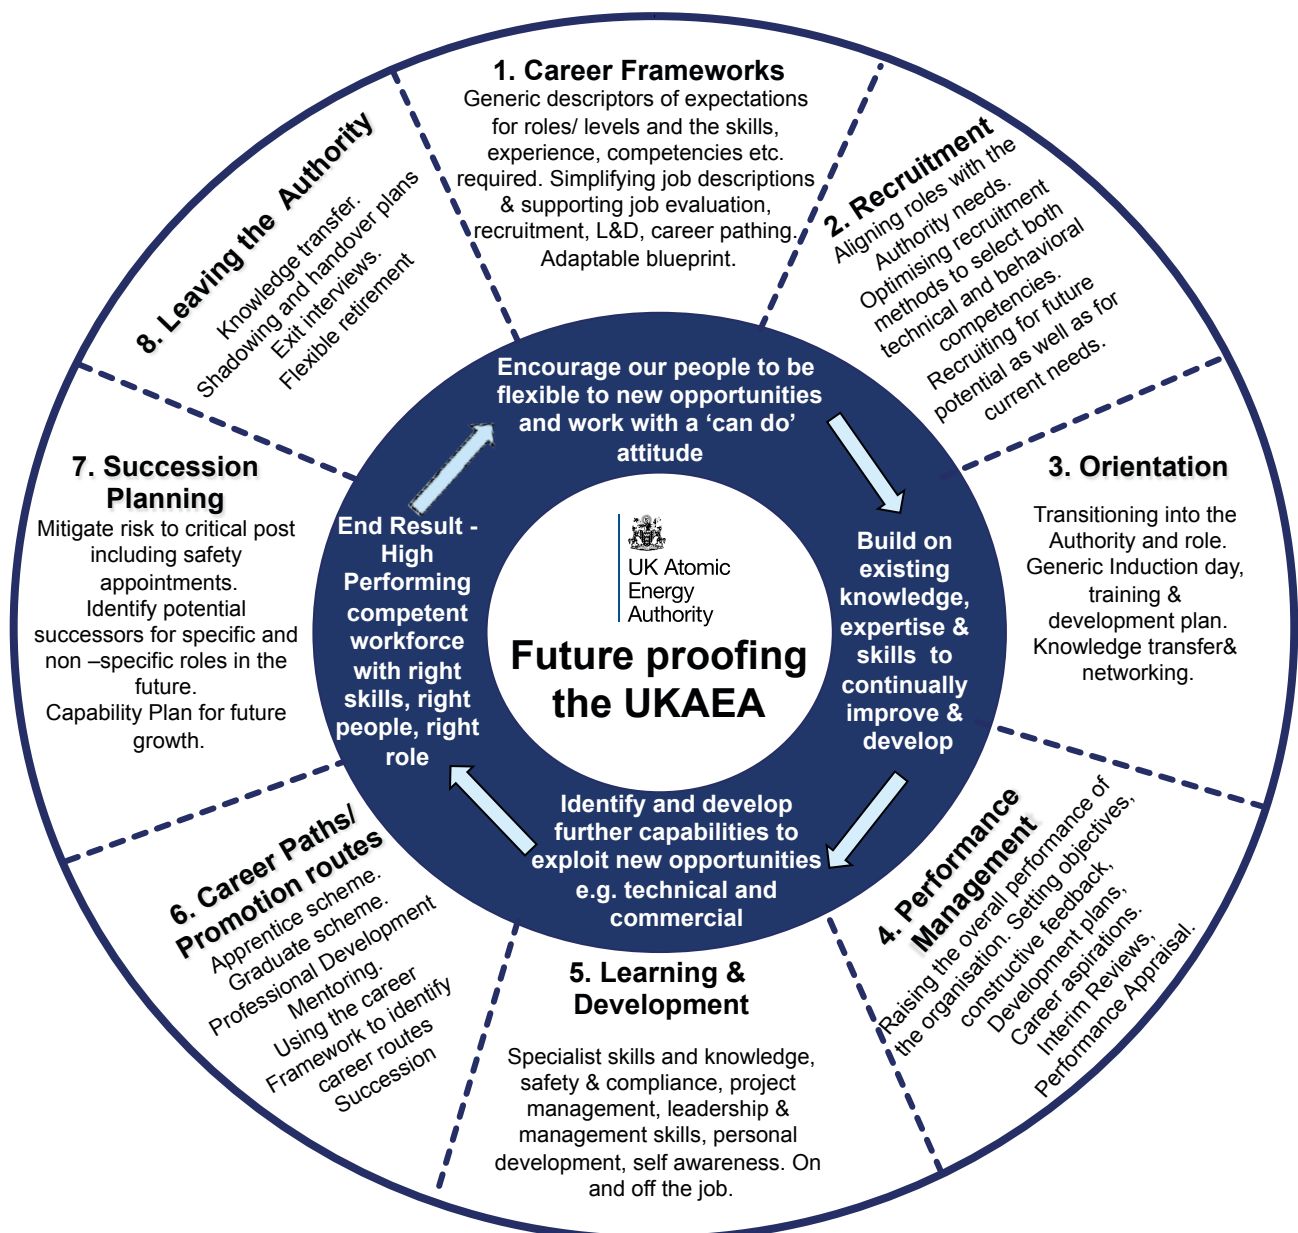 1. Career Frameworks
Generic descriptors of expectations
for roles/ levels and the skills,
experience, competencies etc.
required. Simplifying job descriptions
& supporting job evaluation,
recruitment, L&D, career pathing.
Adaptable blueprint.
2. Recruitment
Aligning roles with the
Authority needs.
Optimising recruitment
methods to select both
technical and behavioral
competencies.
Recruiting for future
potential as well as for
current needs.
3. Orientation
Transitioning into the
Authority and role.
Generic Induction day,
training &
development plan.
Knowledge transfer&
networking.
4. Performance
Management
Raising the overall performance of
the organisation. Setting objectives,
constructive feedback,
Development plans,
Career aspirations.
Interim Reviews,
Performance Appraisal.
5. Learning &
Development
Specialist skills and knowledge,
safety & compliance, project
management, leadership &
management skills, personal
development, self awareness. On
and off the job.
6. Career Paths/
Promotion routes
Apprentice scheme.
Graduate scheme.
Professional Development
Mentoring.
Using the career
Framework to identify
career routes
Succession
7. Succession
Planning
Mitigate risk to critical post
including safety
appointments.
Identify potential
successors for specific and
non –specific roles in the
future.
Capability Plan for future
growth.
8. Leaving the Authority
Knowledge transfer.
Shadowing and handover plans
Exit interviews.
Flexible retirement
Encourage our people to be
flexible to new opportunities
and work with a ‘can do’
attitude
Build on
existing
knowledge,
expertise &
skills to
continually
improve &
develop
Identify and develop
further capabilities to
exploit new opportunities
e.g. technical and
commercial
End Result -
High
Performing
competent
workforce
with right
skills, right
people, right
role
UK Atomic
Energy
Authority
Future proofing
the UKAEA